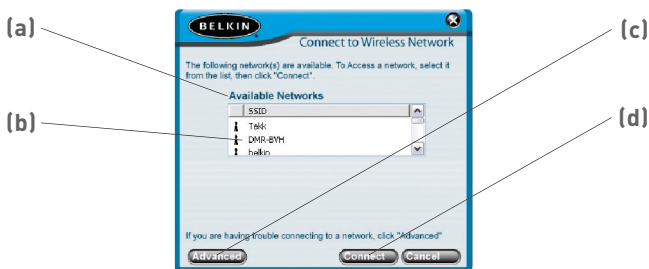 BELKIN
Connect to Wireless Network
The following network(s) are available. To Access a network, select it
from the list, then click "Connect".
Available Networks
SSID
Tekk
DMR-BVH
belkin
If you are having trouble connecting to a network, click "Advanced"
Advanced
Connect
Cancel
(a)
(b)
(c)
(d)